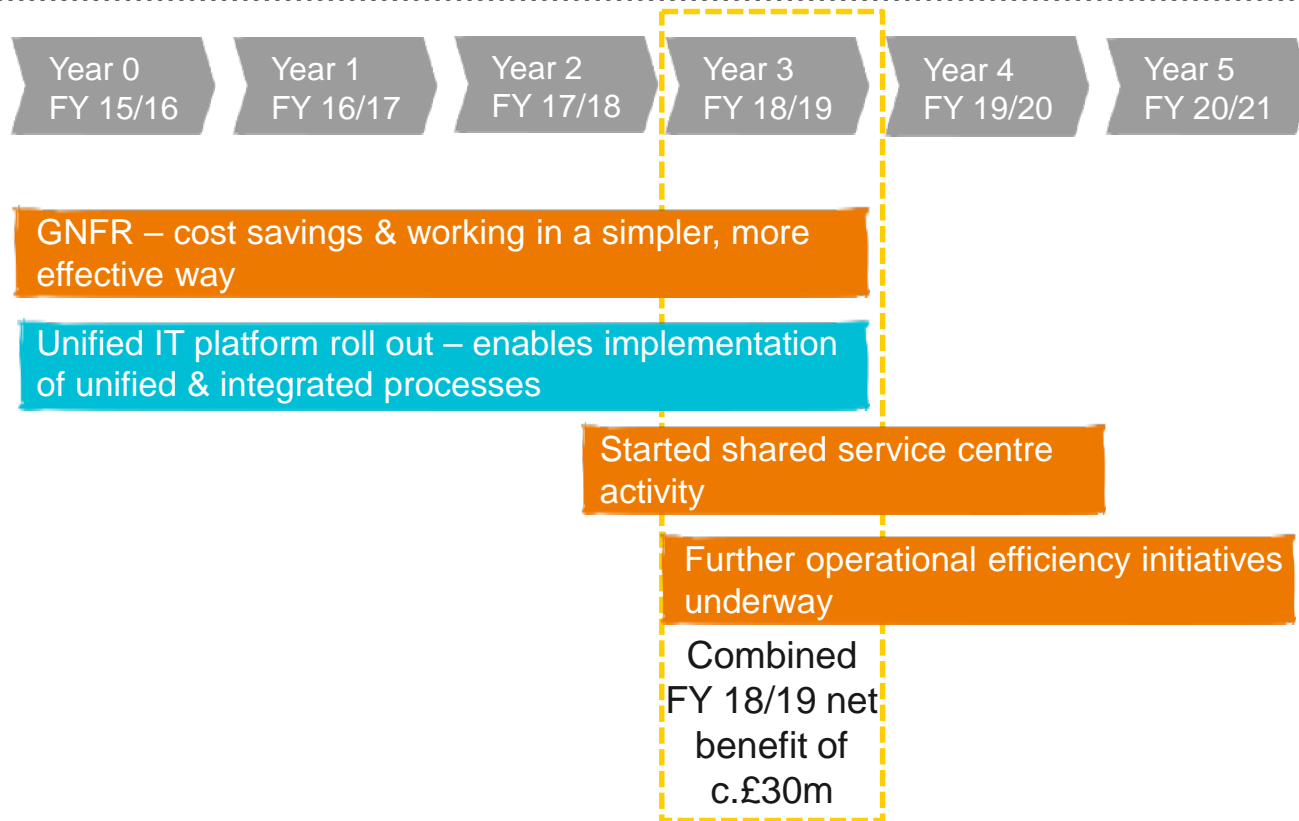 Year 0
FY 15/16
Year 1
FY 16/17
Year 2
FY 17/18
Year 3
FY 18/19
Year 4
FY 19/20
Year 5
FY 20/21
GNFR – cost savings & working in a simpler, more
effective way
Unified IT platform roll out – enables implementation
of unified & integrated processes
Started shared service centre
activity
Further operational efficiency initiatives
underway
Combined
FY 18/19 net
benefit of
c.£30m